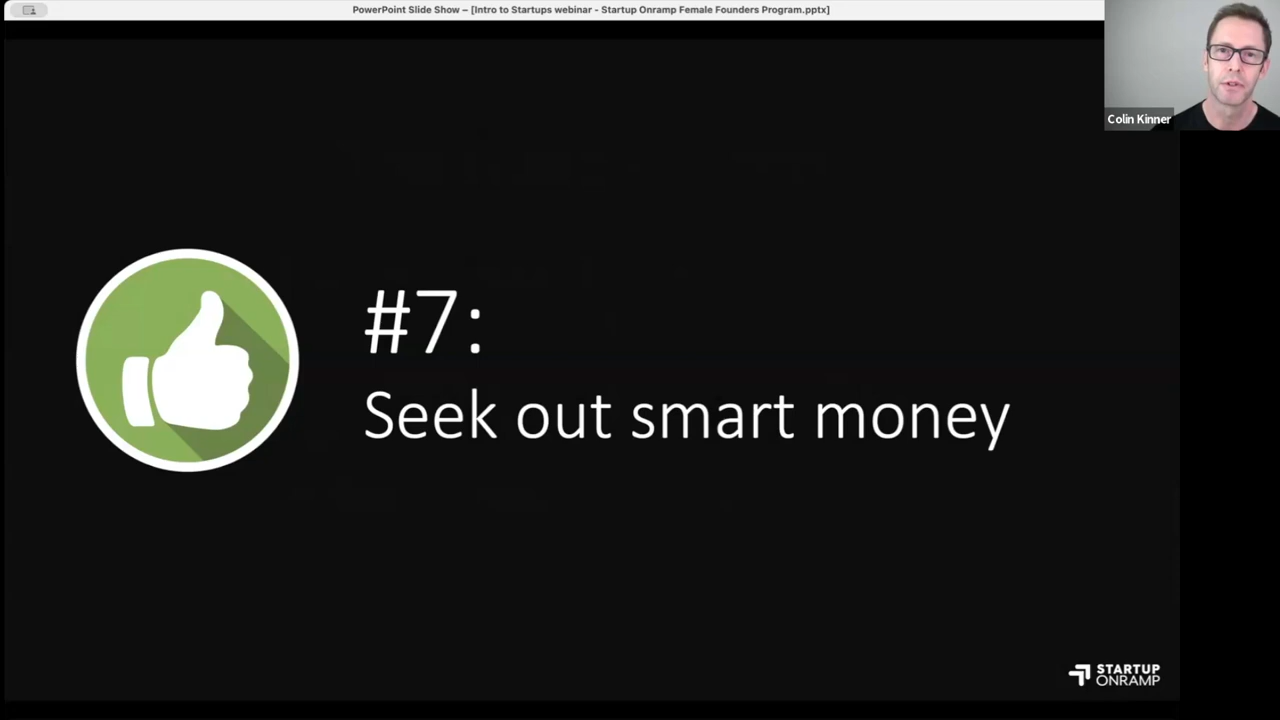 PowerPoint Slide Show – [Intro to Startups webinar - Startup Onramp Female Founders Program.pptx]
Colin Kinner
#7:
Seek out smart money
STARTUP
ONRAMP